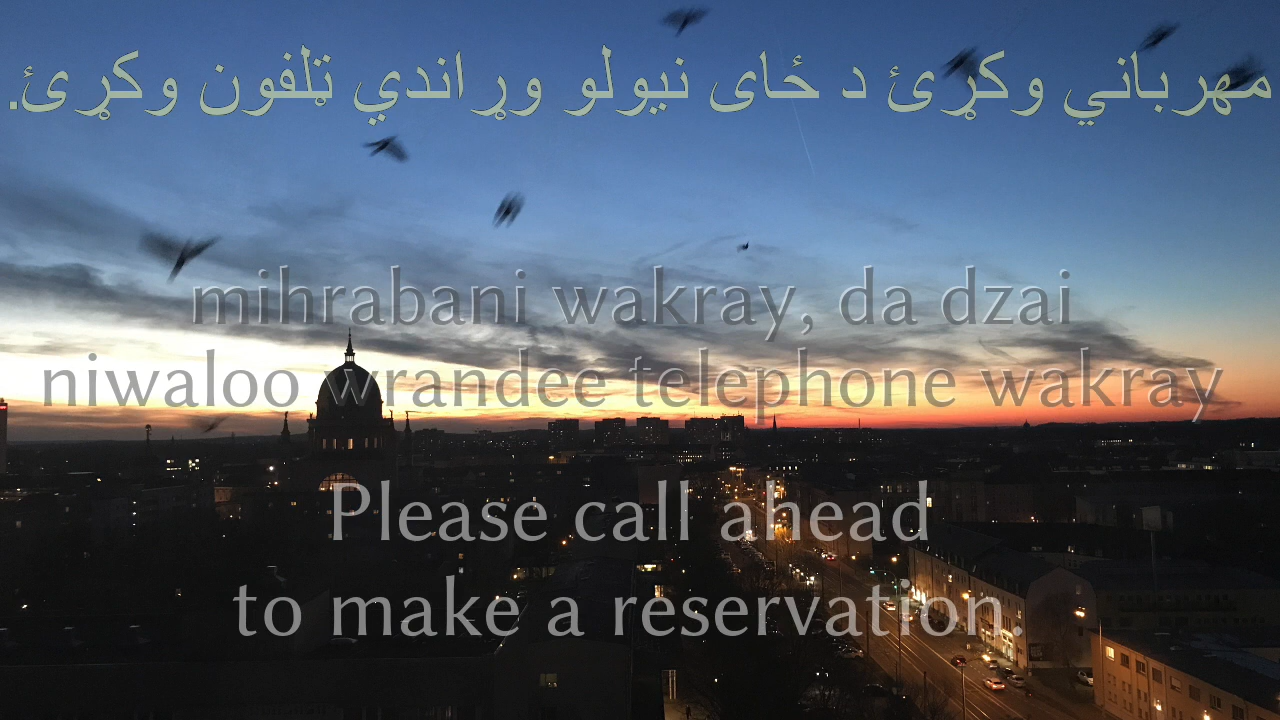 مهرباني وکړئ د ځای نیولو وړاندي ټلفون وکړئ.
mihrabani wakray, da dzai
niwaloo wrandee telephone wakray
Please call ahead
to make a reservation.